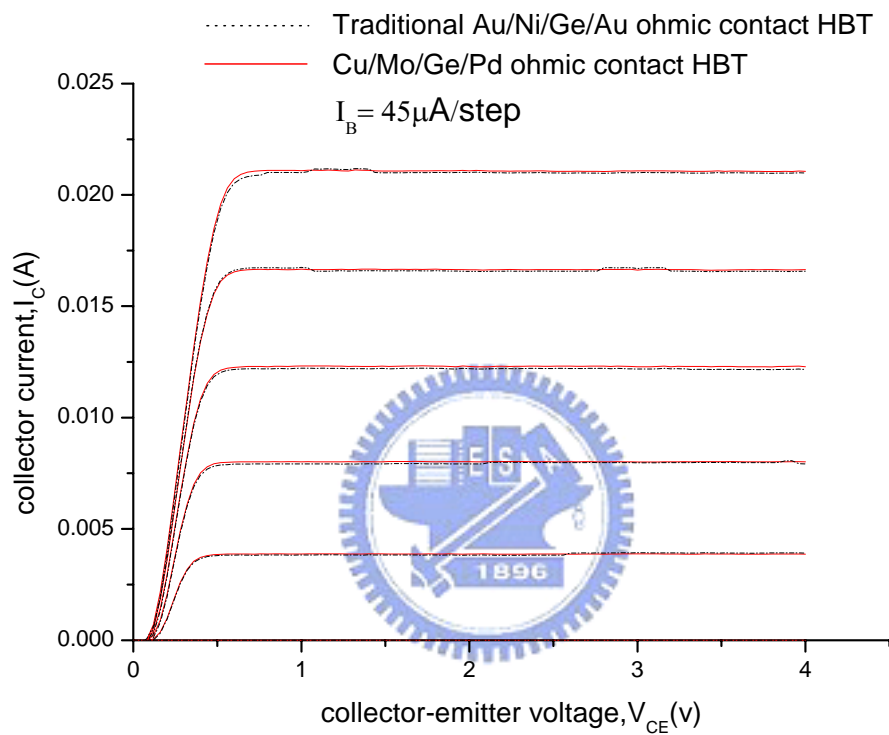 Traditional Au/Ni/Ge/Au ohmic contact HBT
Cu/Mo/Ge/Pd ohmic contact HBT
I_B= 45μA/step
0.025
0.020
0.015
0.010
0.005
0.000
collector current,I_C(A)
E S
1896
0 1 2 3 4
collector-emitter voltage,V_CE(v)